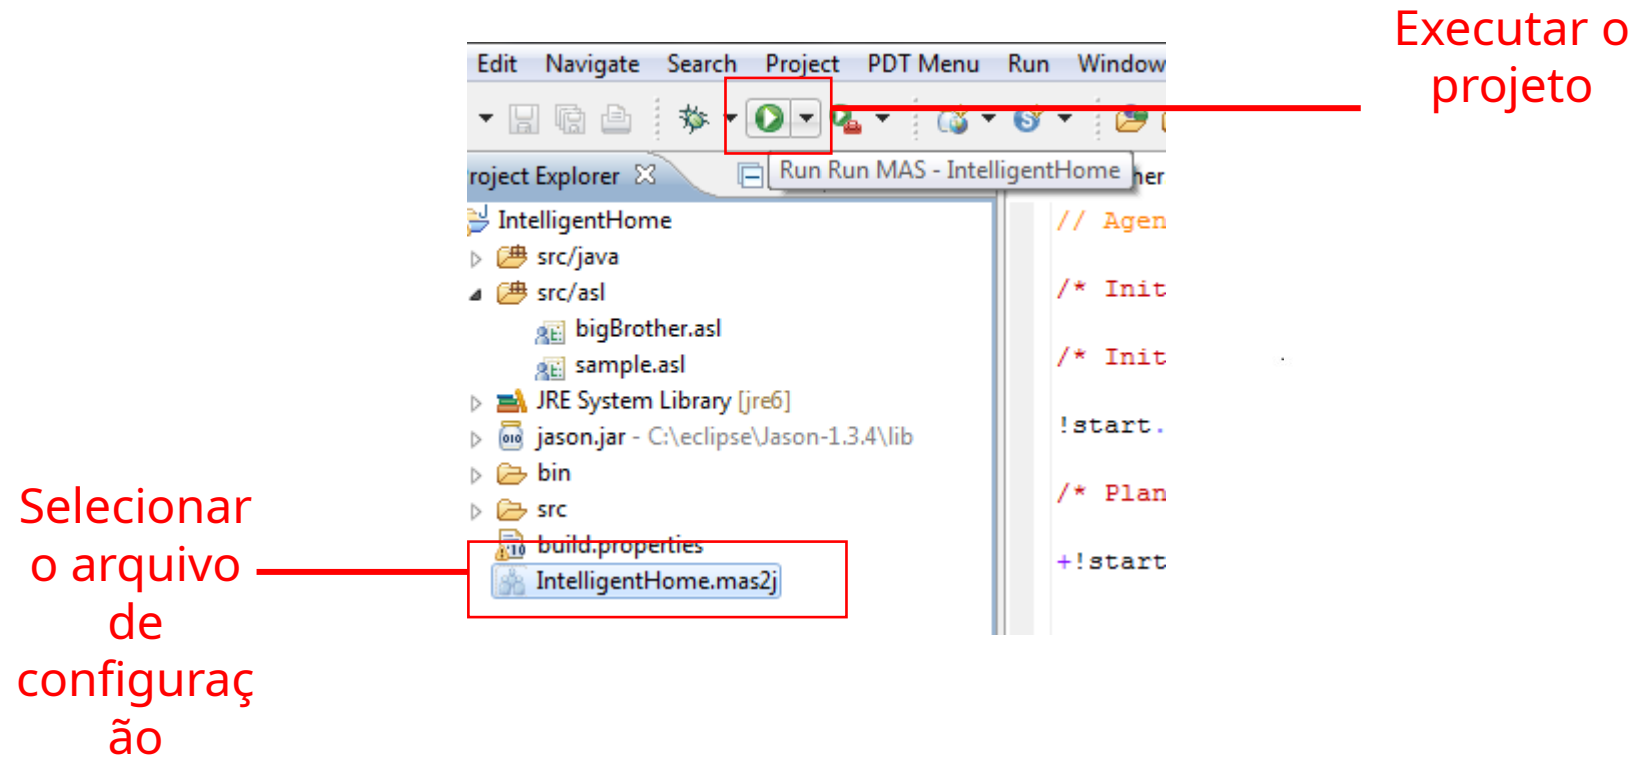 Executar o
projeto
Edit Navigate Search Project PDT Menu Run Window
roject Explorer
Run Run MAS - IntelligentHome
her
IntelligentHome
src/java
src/asl
bigBrother.asl
sample.asl
JRE System Library [jre6]
jason.jar - C:\eclipse\Jason-1.3.4\lib
bin
src
build.properties
IntelligentHome.mas2j
// Agen
/* Init
/* Init
!start.
/* Plan
+!start
Selecionar
o arquivo
de
configuraç
ão